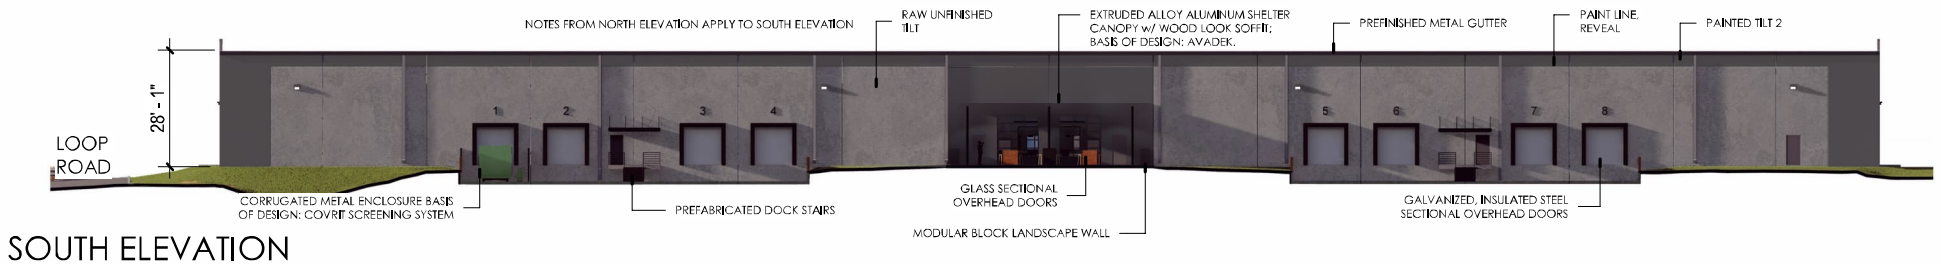 NOTES FROM NORTH ELEVATION APPLY TO SOUTH ELEVATION
RAW UNFINISHED
TILT
EXTRUDED ALLOY ALUMINUM SHELTER
CANOPY w/ WOOD LOOK SOFFIT;
BASIS OF DESIGN: AVADEK.
PREFINISHED METAL GUTTER
PAINT LINE,
REVEAL
PAINTED TILT 2
28' - 1"
LOOP
ROAD
1
2
3
4
5
6
7
8
CORRUGATED METAL ENCLOSURE BASIS
OF DESIGN: COVRIT SCREENING SYSTEM
PREFABRICATED DOCK STAIRS
GLASS SECTIONAL
OVERHEAD DOORS
MODULAR BLOCK LANDSCAPE WALL
GALVANIZED, INSULATED STEEL
SECTIONAL OVERHEAD DOORS
SOUTH ELEVATION